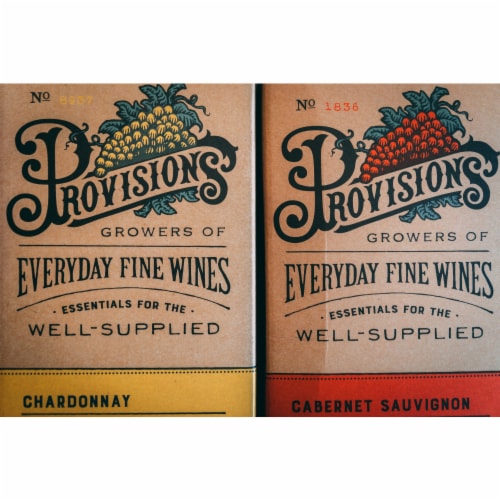 No
PROVISIONS
GROWERS OF
EVERYDAY FINE WINES
· ESSENTIALS FOR THE ·
WELL-SUPPLIED
CHARDONNAY
No 1836
PROVISIONS
GROWERS OF
EVERYDAY FINE WINES
· ESSENTIALS FOR THE ·
WELL-SUPPLIED
CABERNET SAUVIGNON